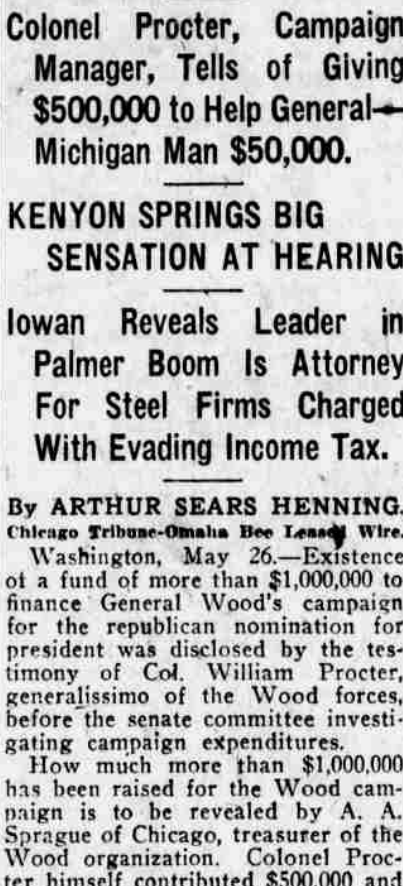 Colonel Procter, Campaign
Manager, Tells of Giving
$500,000 to Help General—
Michigan Man $50,000.
KENYON SPRINGS BIG
SENSATION AT HEARING
Iowan Reveals Leader in
Palmer Boom Is Attorney
For Steel Firms Charged
With Evading Income Tax.
By ARTHUR SEARS HENNING.
Chicago Tribune-Omaha Bee Leased Wire.
Washington, May 26.—Existence
of a fund of more than $1,000,000 to
finance General Wood's campaign
for the republican nomination for
president was disclosed by the tes-
timony of Col. William Procter,
generalissimo of the Wood forces,
before the senate committee investi-
gating campaign expenditures.
How much more than $1,000,000
has been raised for the Wood cam-
paign is to be revealed by A. A.
Sprague of Chicago, treasurer of the
Wood organization. Colonel Proc-
ter himself contributed $500,000 and